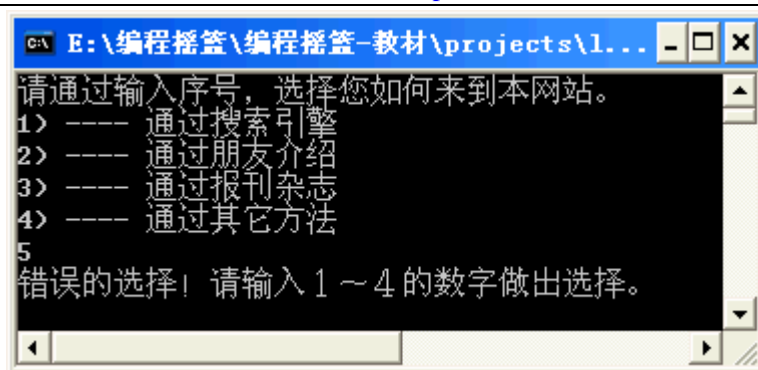 E:\编程摇篮\编程摇篮-教材\projects\l...
请通过输入序号，选择您如何来到本网站。
1) ---- 通过搜索引擎
2) ---- 通过朋友介绍
3) ---- 通过报刊杂志
4) ---- 通过其它方法
5
错误的选择！请输入１～４的数字做出选择。